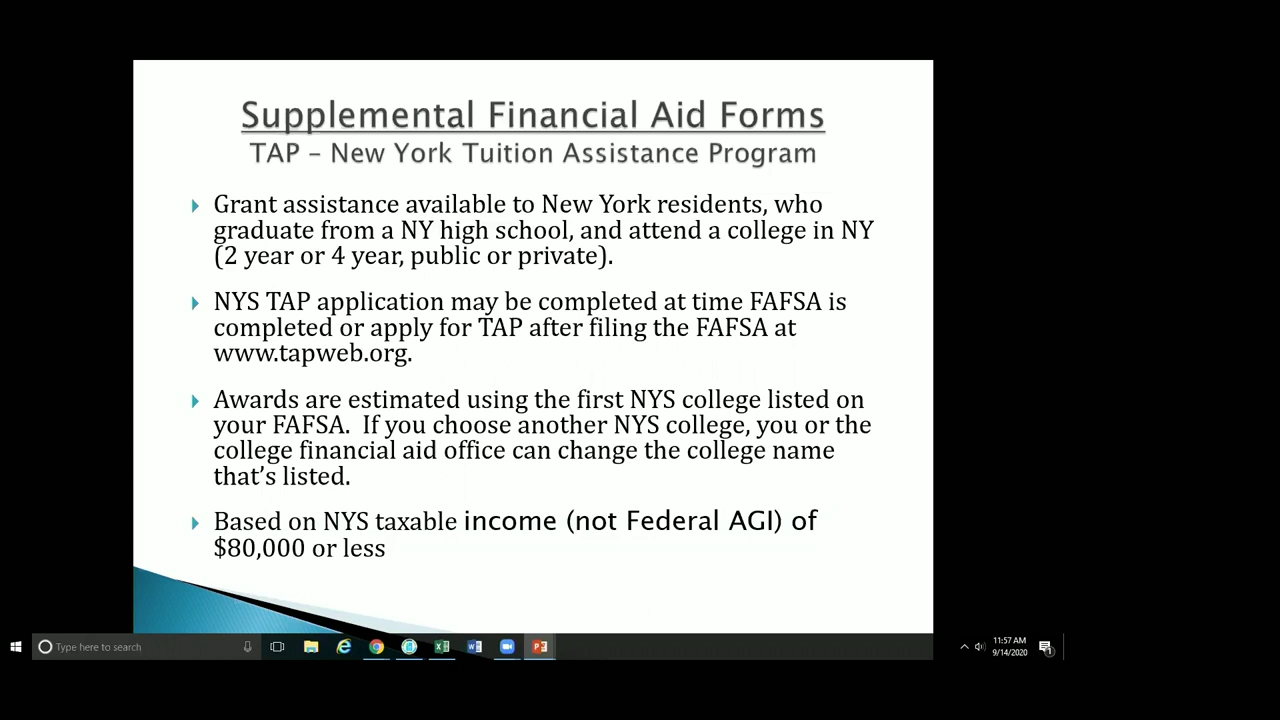 Supplemental Financial Aid Forms
TAP – New York Tuition Assistance Program
Grant assistance available to New York residents, who
graduate from a NY high school, and attend a college in NY
(2 year or 4 year, public or private).
NYS TAP application may be completed at time FAFSA is
completed or apply for TAP after filing the FAFSA at
www.tapweb.org.
Awards are estimated using the first NYS college listed on
your FAFSA.  If you choose another NYS college, you or the
college financial aid office can change the college name
that’s listed.
Based on NYS taxable income (not Federal AGI) of
$80,000 or less
Type here to search
11:57 AM
9/14/2020